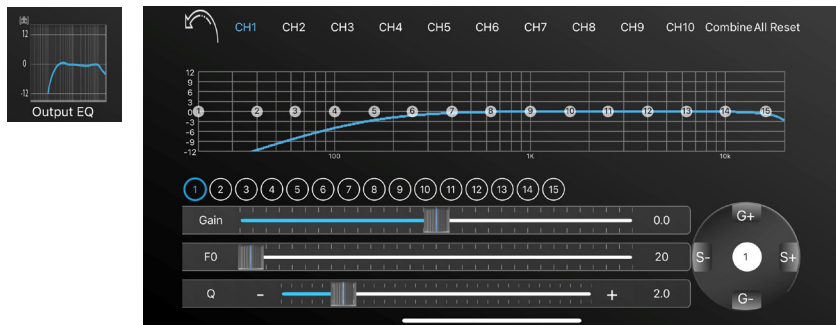 12
0
-12
Output EQ
CH1 CH2 CH3 CH4 CH5 CH6 CH7 CH8 CH9 CH10 Combine All Reset
12
9
6
3
0
-3
-6
-9
-12
1 2 3 4 5 6 7 8 9 10 11 12 13 14 15
100 1K 10k
1 2 3 4 5 6 7 8 9 10 11 12 13 14 15
Gain 0.0
F0 20
Q - + 2.0
G+
S- 1 S+
G-